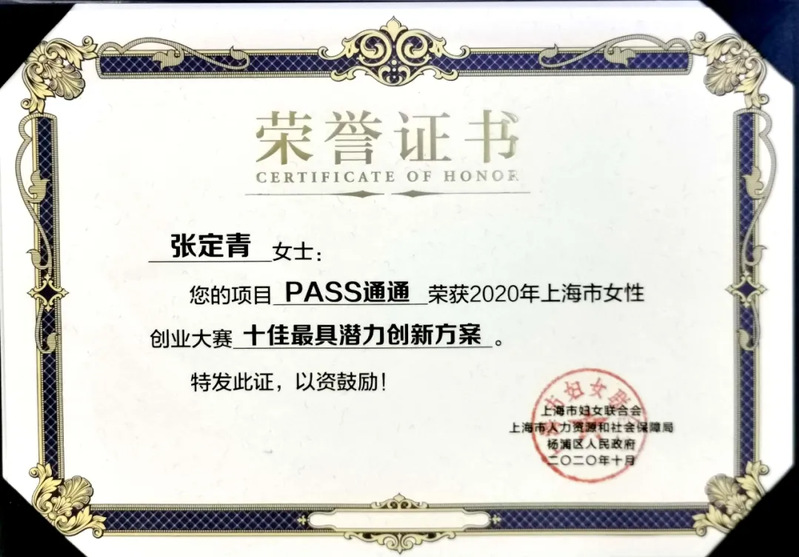 荣誉证书
CERTIFICATE OF HONOR
张定青 女士：
您的项目 PASS通通 荣获2020年上海市女性
创业大赛 十佳最具潜力创新方案 。
特发此证，以资鼓励！
市妇女联
上海市妇女联合会
上海市人力资源和社会保障局
杨浦区人民政府
二〇二〇年十月